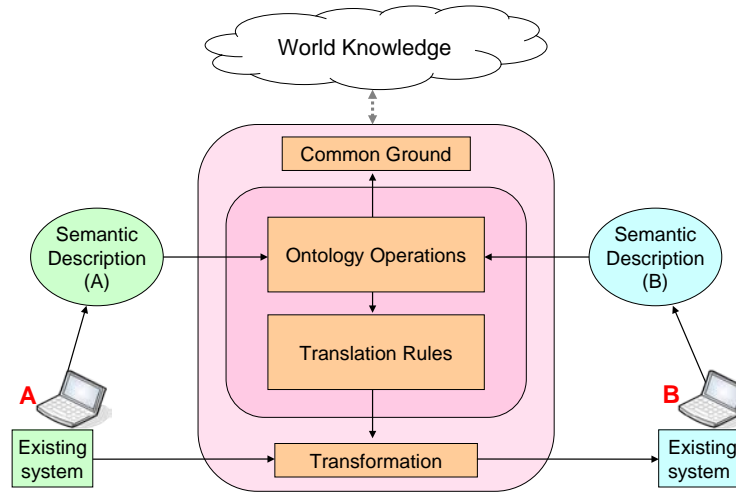 World Knowledge
Common Ground
Semantic
Description
(A)
Ontology Operations
Semantic
Description
(B)
Translation Rules
A
B
Existing
system
Transformation
Existing
system